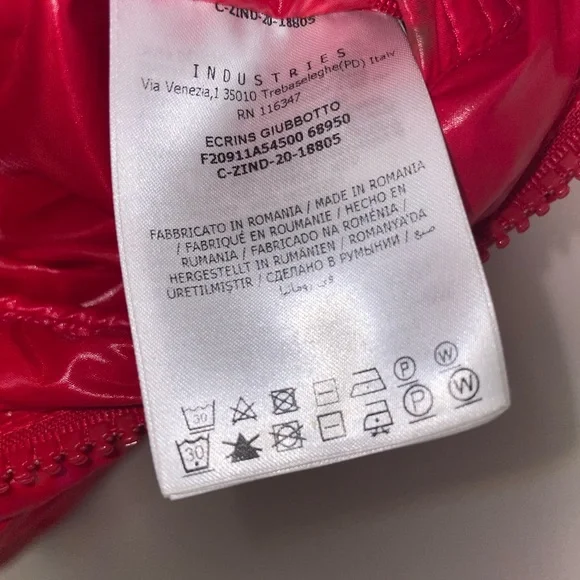 C-ZIND-20-18805
INDUSTRIES
Via Venezia,1 35010 Trebaseleghe(PD) Italy
RN 116347
ECRINS GIUBBOTTO
F20911A54500 68950
C-ZIND-20-18805
FABBRICATO IN ROMANIA / MADE IN ROMANIA
/ FABRIQUÉ EN ROUMANIE / HECHO EN
RUMANIA / FABRICADO NA ROMÉNIA /
HERGESTELLT IN RUMÄNIEN / ROMANYA'DA
ÜRETILMIŞTIR / СДЕЛАНО В РУМЫНИИ / صنع
في رومانيا
30 P W
30 P W